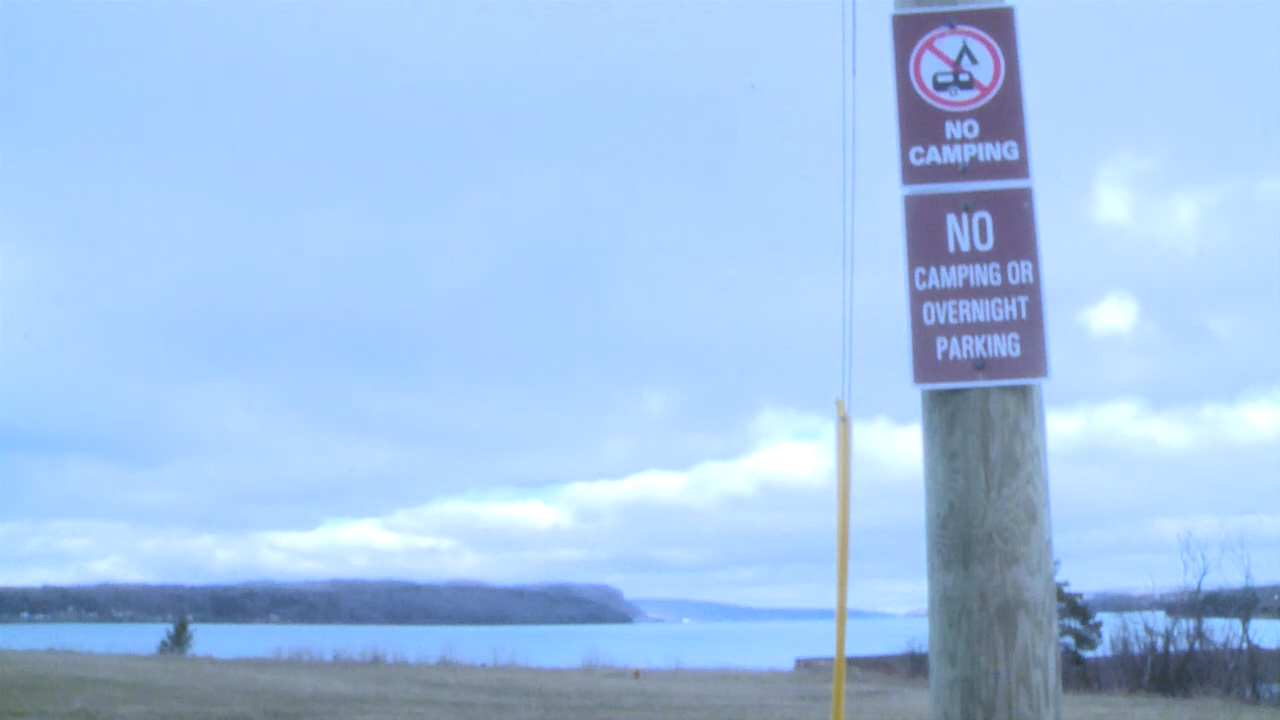 NO
CAMPING
NO
CAMPING OR
OVERNIGHT
PARKING